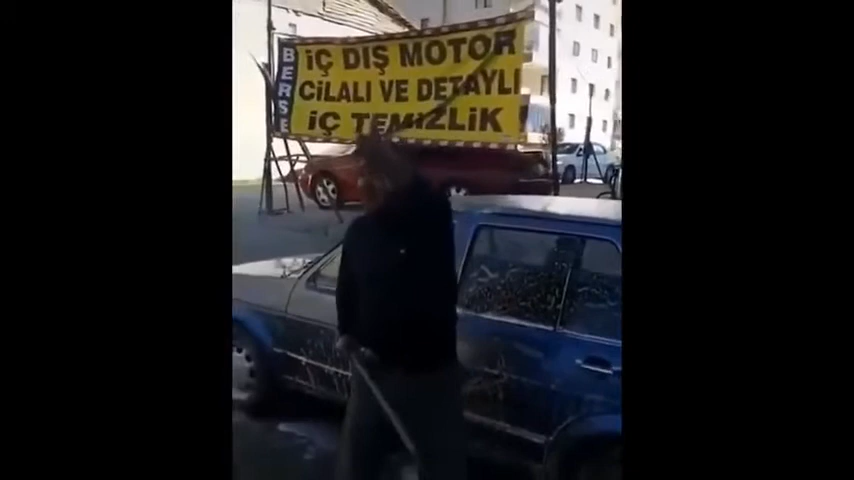 BERSE
İÇ DIŞ MOTOR
CİLALI VE DETAYLI
İÇ TEMİZLİK !